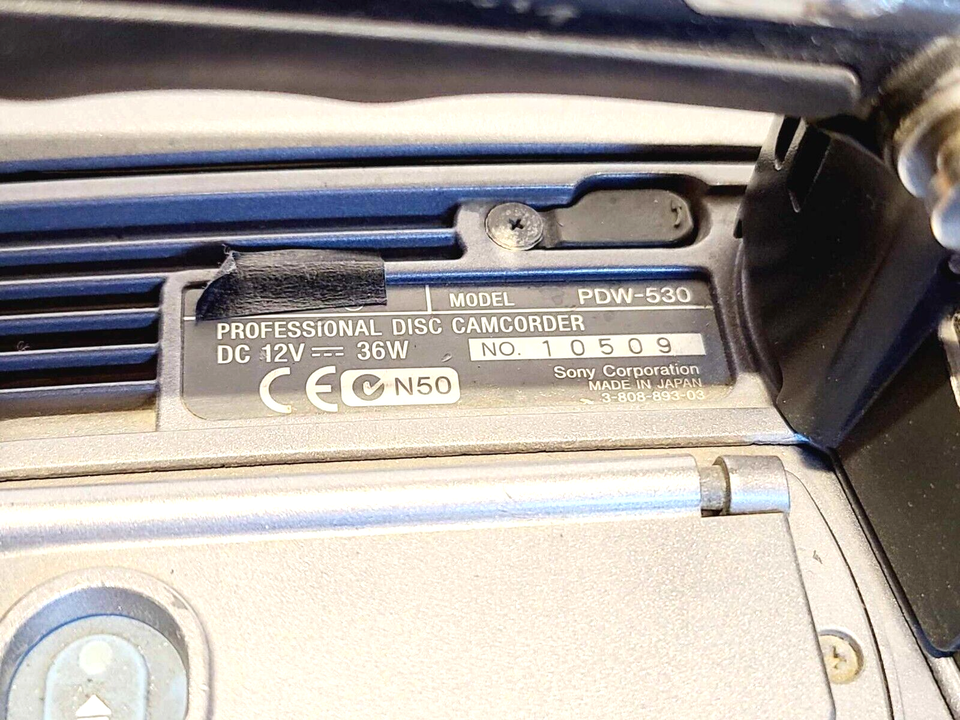 MODEL PDW-530
PROFESSIONAL DISC CAMCORDER
DC 12V ⎓ 36W
NO. 10509
CE N50
Sony Corporation
MADE IN JAPAN
3-808-893-03